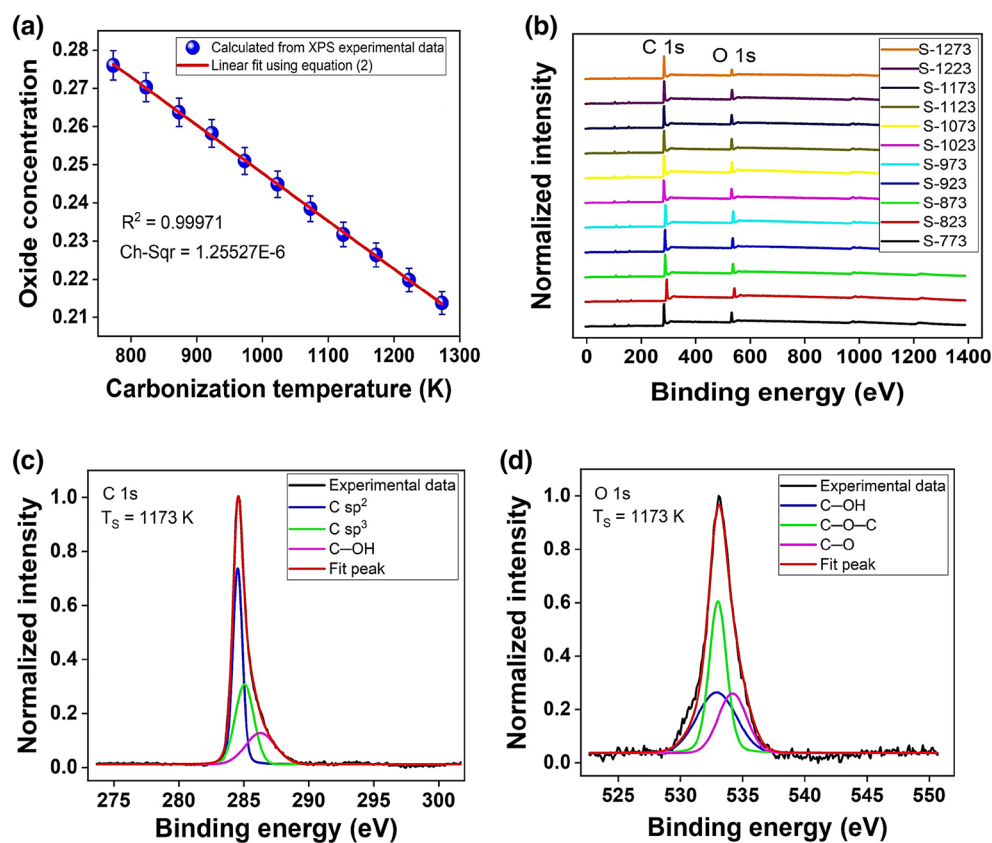 (a)
Oxide concentration
0.28
0.27
0.26
0.25
0.24
0.23
0.22
0.21
Calculated from XPS experimental data
Linear fit using equation (2)
R² = 0.99971
Ch-Sqr = 1.25527E-6
800 900 1000 1100 1200 1300
Carbonization temperature (K)
(b)
Normalized intensity
C 1s
O 1s
S-1273
S-1223
S-1173
S-1123
S-1073
S-1023
S-973
S-923
S-873
S-823
S-773
0 200 400 600 800 1000 1200 1400
Binding energy (eV)
(c)
Normalized intensity
1.0
0.8
0.6
0.4
0.2
0.0
C 1s
T_S = 1173 K
Experimental data
C sp²
C sp³
C─OH
Fit peak
275 280 285 290 295 300
Binding energy (eV)
(d)
Normalized intensity
1.0
0.8
0.6
0.4
0.2
0.0
O 1s
T_S = 1173 K
Experimental data
C─OH
C─O─C
C─O
Fit peak
525 530 535 540 545 550
Binding energy (eV)